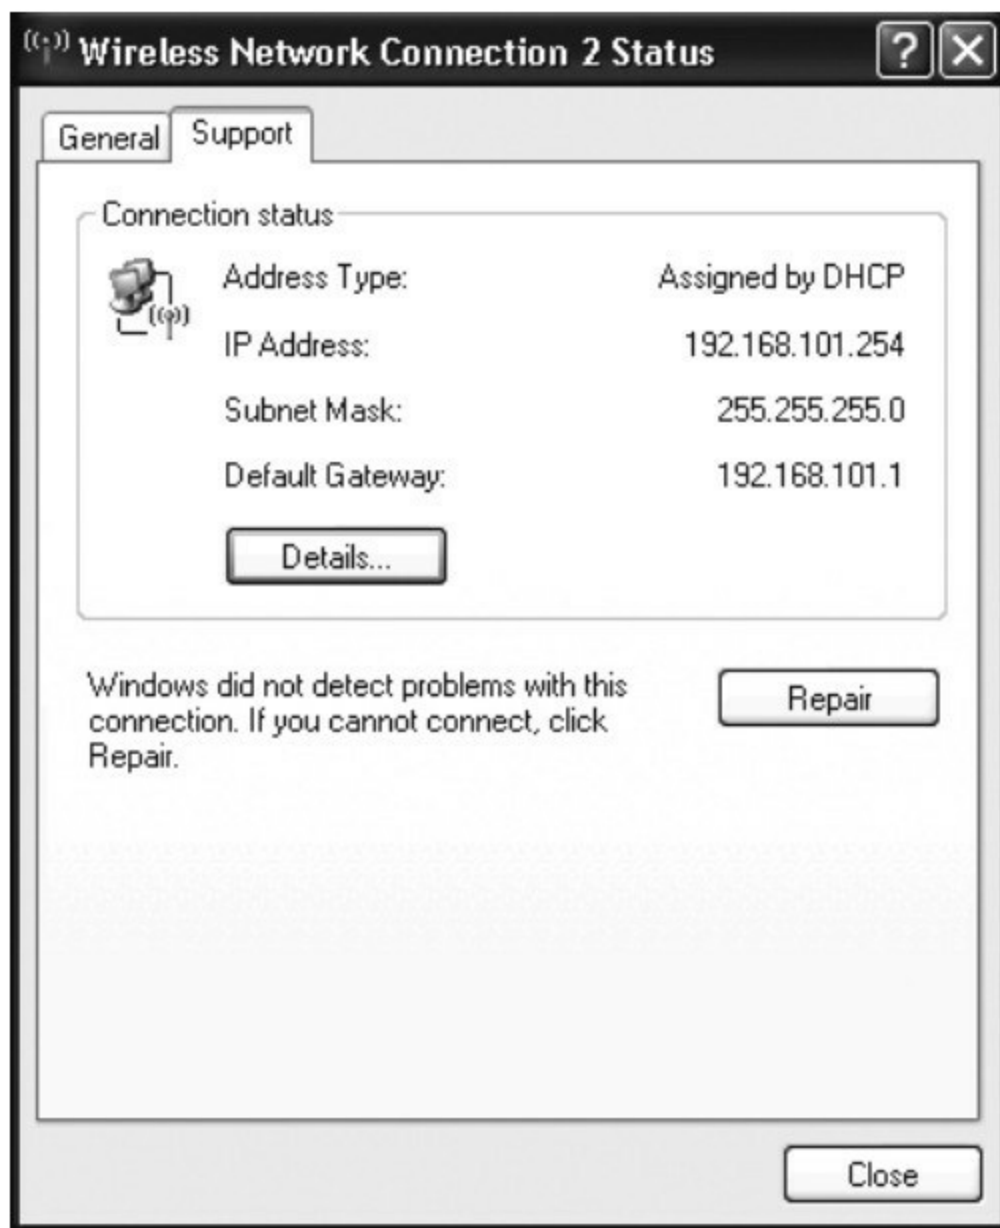 Wireless Network Connection 2 Status
General
Support
Connection status
Address Type: Assigned by DHCP
IP Address: 192.168.101.254
Subnet Mask: 255.255.255.0
Default Gateway: 192.168.101.1
Details...
Windows did not detect problems with this
connection. If you cannot connect, click
Repair.
Repair
Close